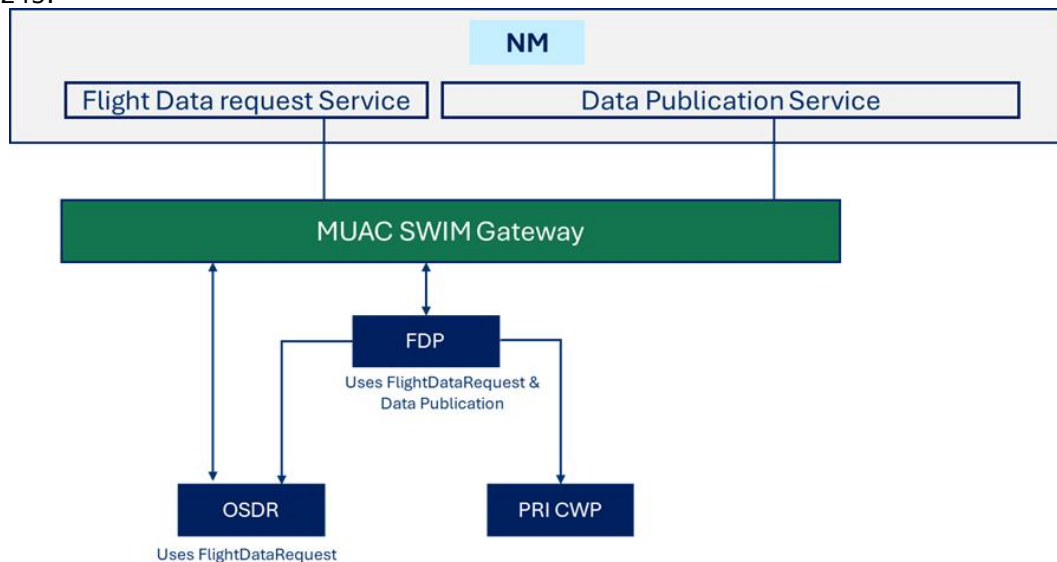 NM
Flight Data request Service
Data Publication Service
MUAC SWIM Gateway
FDP
Uses FlightDataRequest &
Data Publication
OSDR
PRI CWP
Uses FlightDataRequest